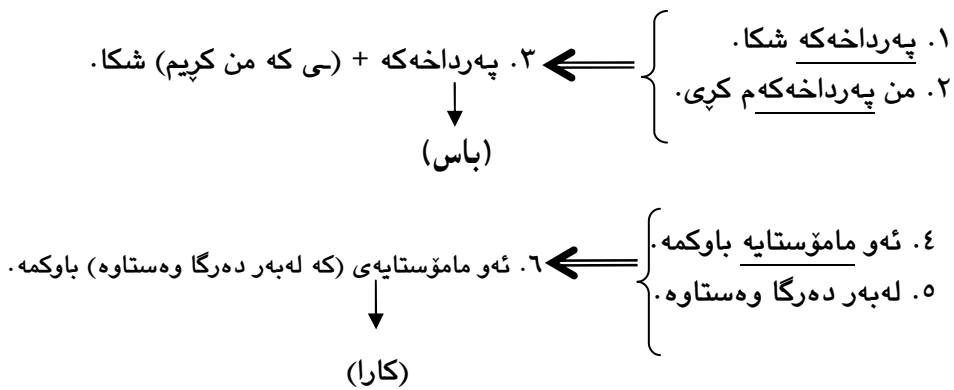 ١. پەرداخەکە شکا.
٢. من پەرداخەکەم کڕی.
٣. پەرداخەکە + (ـی کە من کڕیم) شکا.
(باس)
٤. ئەو مامۆستایە باوکمە.
٥. لەبەر دەرگا وەستاوە.
٦. ئەو مامۆستایەی (کە لەبەر دەرگا وەستاوە) باوکمە.
(کارا)